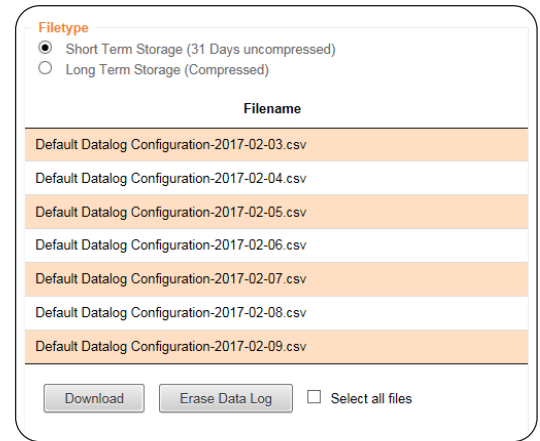 Filetype
Short Term Storage (31 Days uncompressed)
Long Term Storage (Compressed)
Filename
Default Datalog Configuration-2017-02-03.csv
Default Datalog Configuration-2017-02-04.csv
Default Datalog Configuration-2017-02-05.csv
Default Datalog Configuration-2017-02-06.csv
Default Datalog Configuration-2017-02-07.csv
Default Datalog Configuration-2017-02-08.csv
Default Datalog Configuration-2017-02-09.csv
Download Erase Data Log Select all files